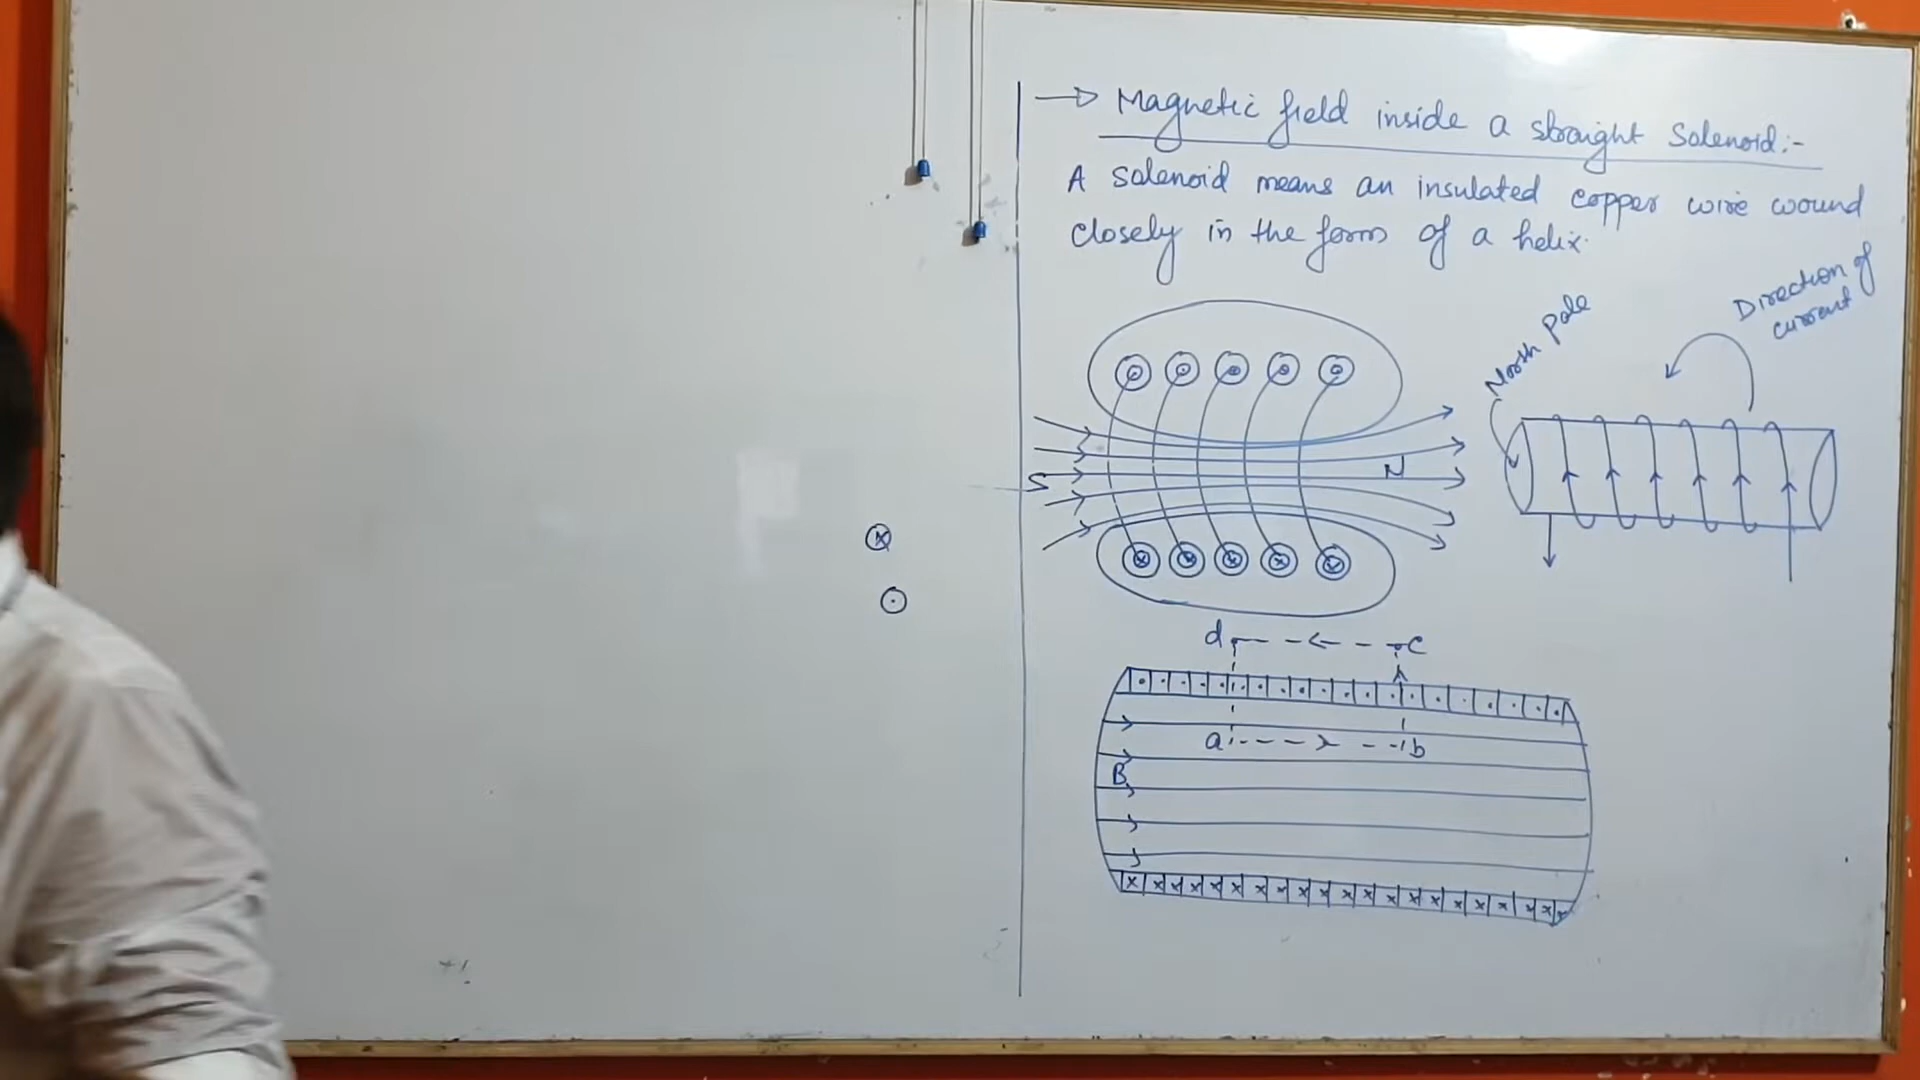 → Magnetic field inside a straight Solenoid:-
A Solenoid means an insulated copper wire wound
closely in the form of a helix.
Direction of
current
North pole
S
N
d
c
a
b
B